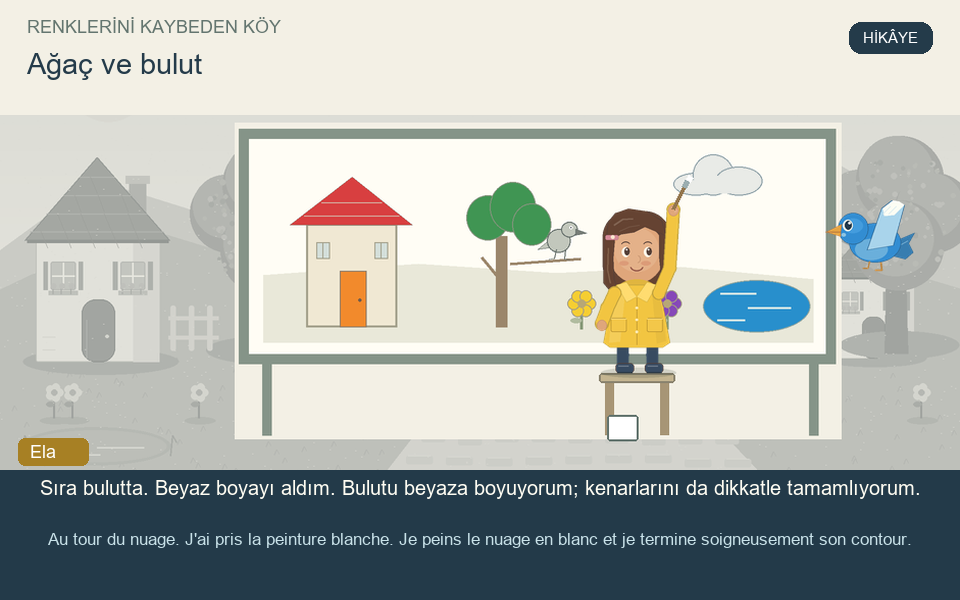 RENKLERİNİ KAYBEDEN KÖY
HİKÂYE
Ağaç ve bulut
Ela
Sıra bulutta. Beyaz boyayı aldım. Bulutu beyaza boyuyorum; kenarlarını da dikkatle tamamlıyorum.
Au tour du nuage. J'ai pris la peinture blanche. Je peins le nuage en blanc et je termine soigneusement son contour.